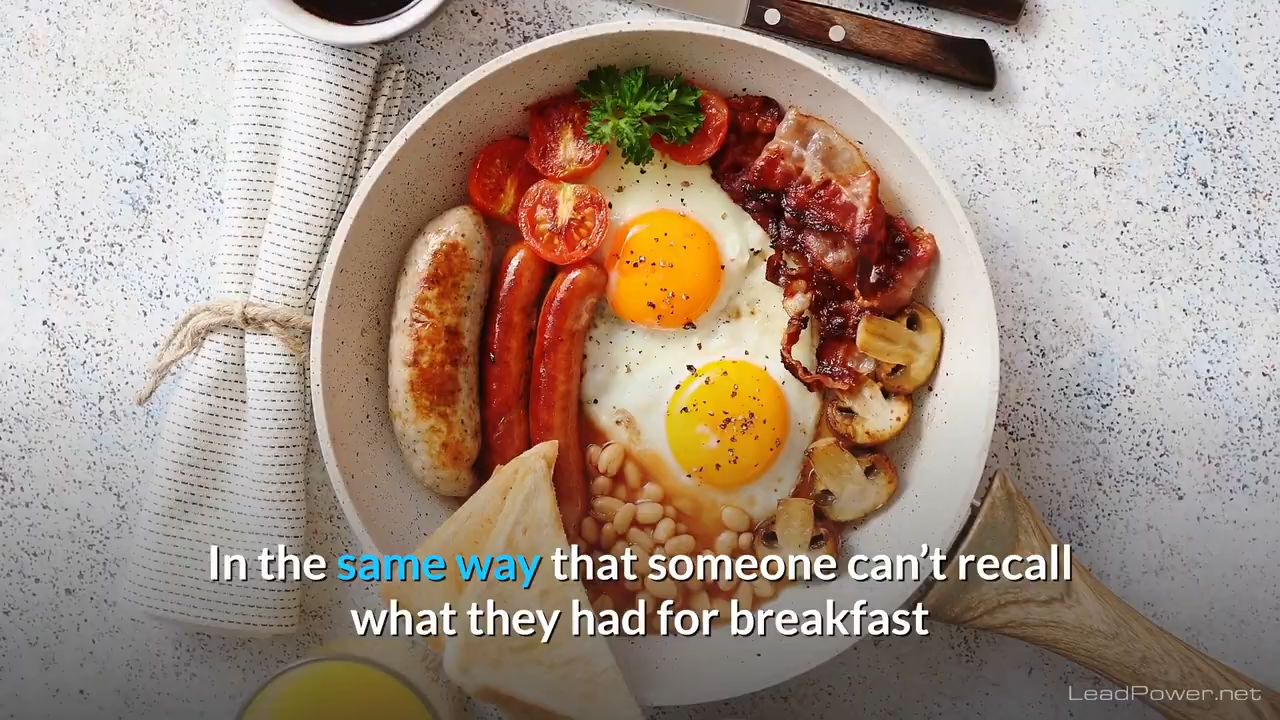 In the same way that someone can’t recall
what they had for breakfast
LeadPower.net